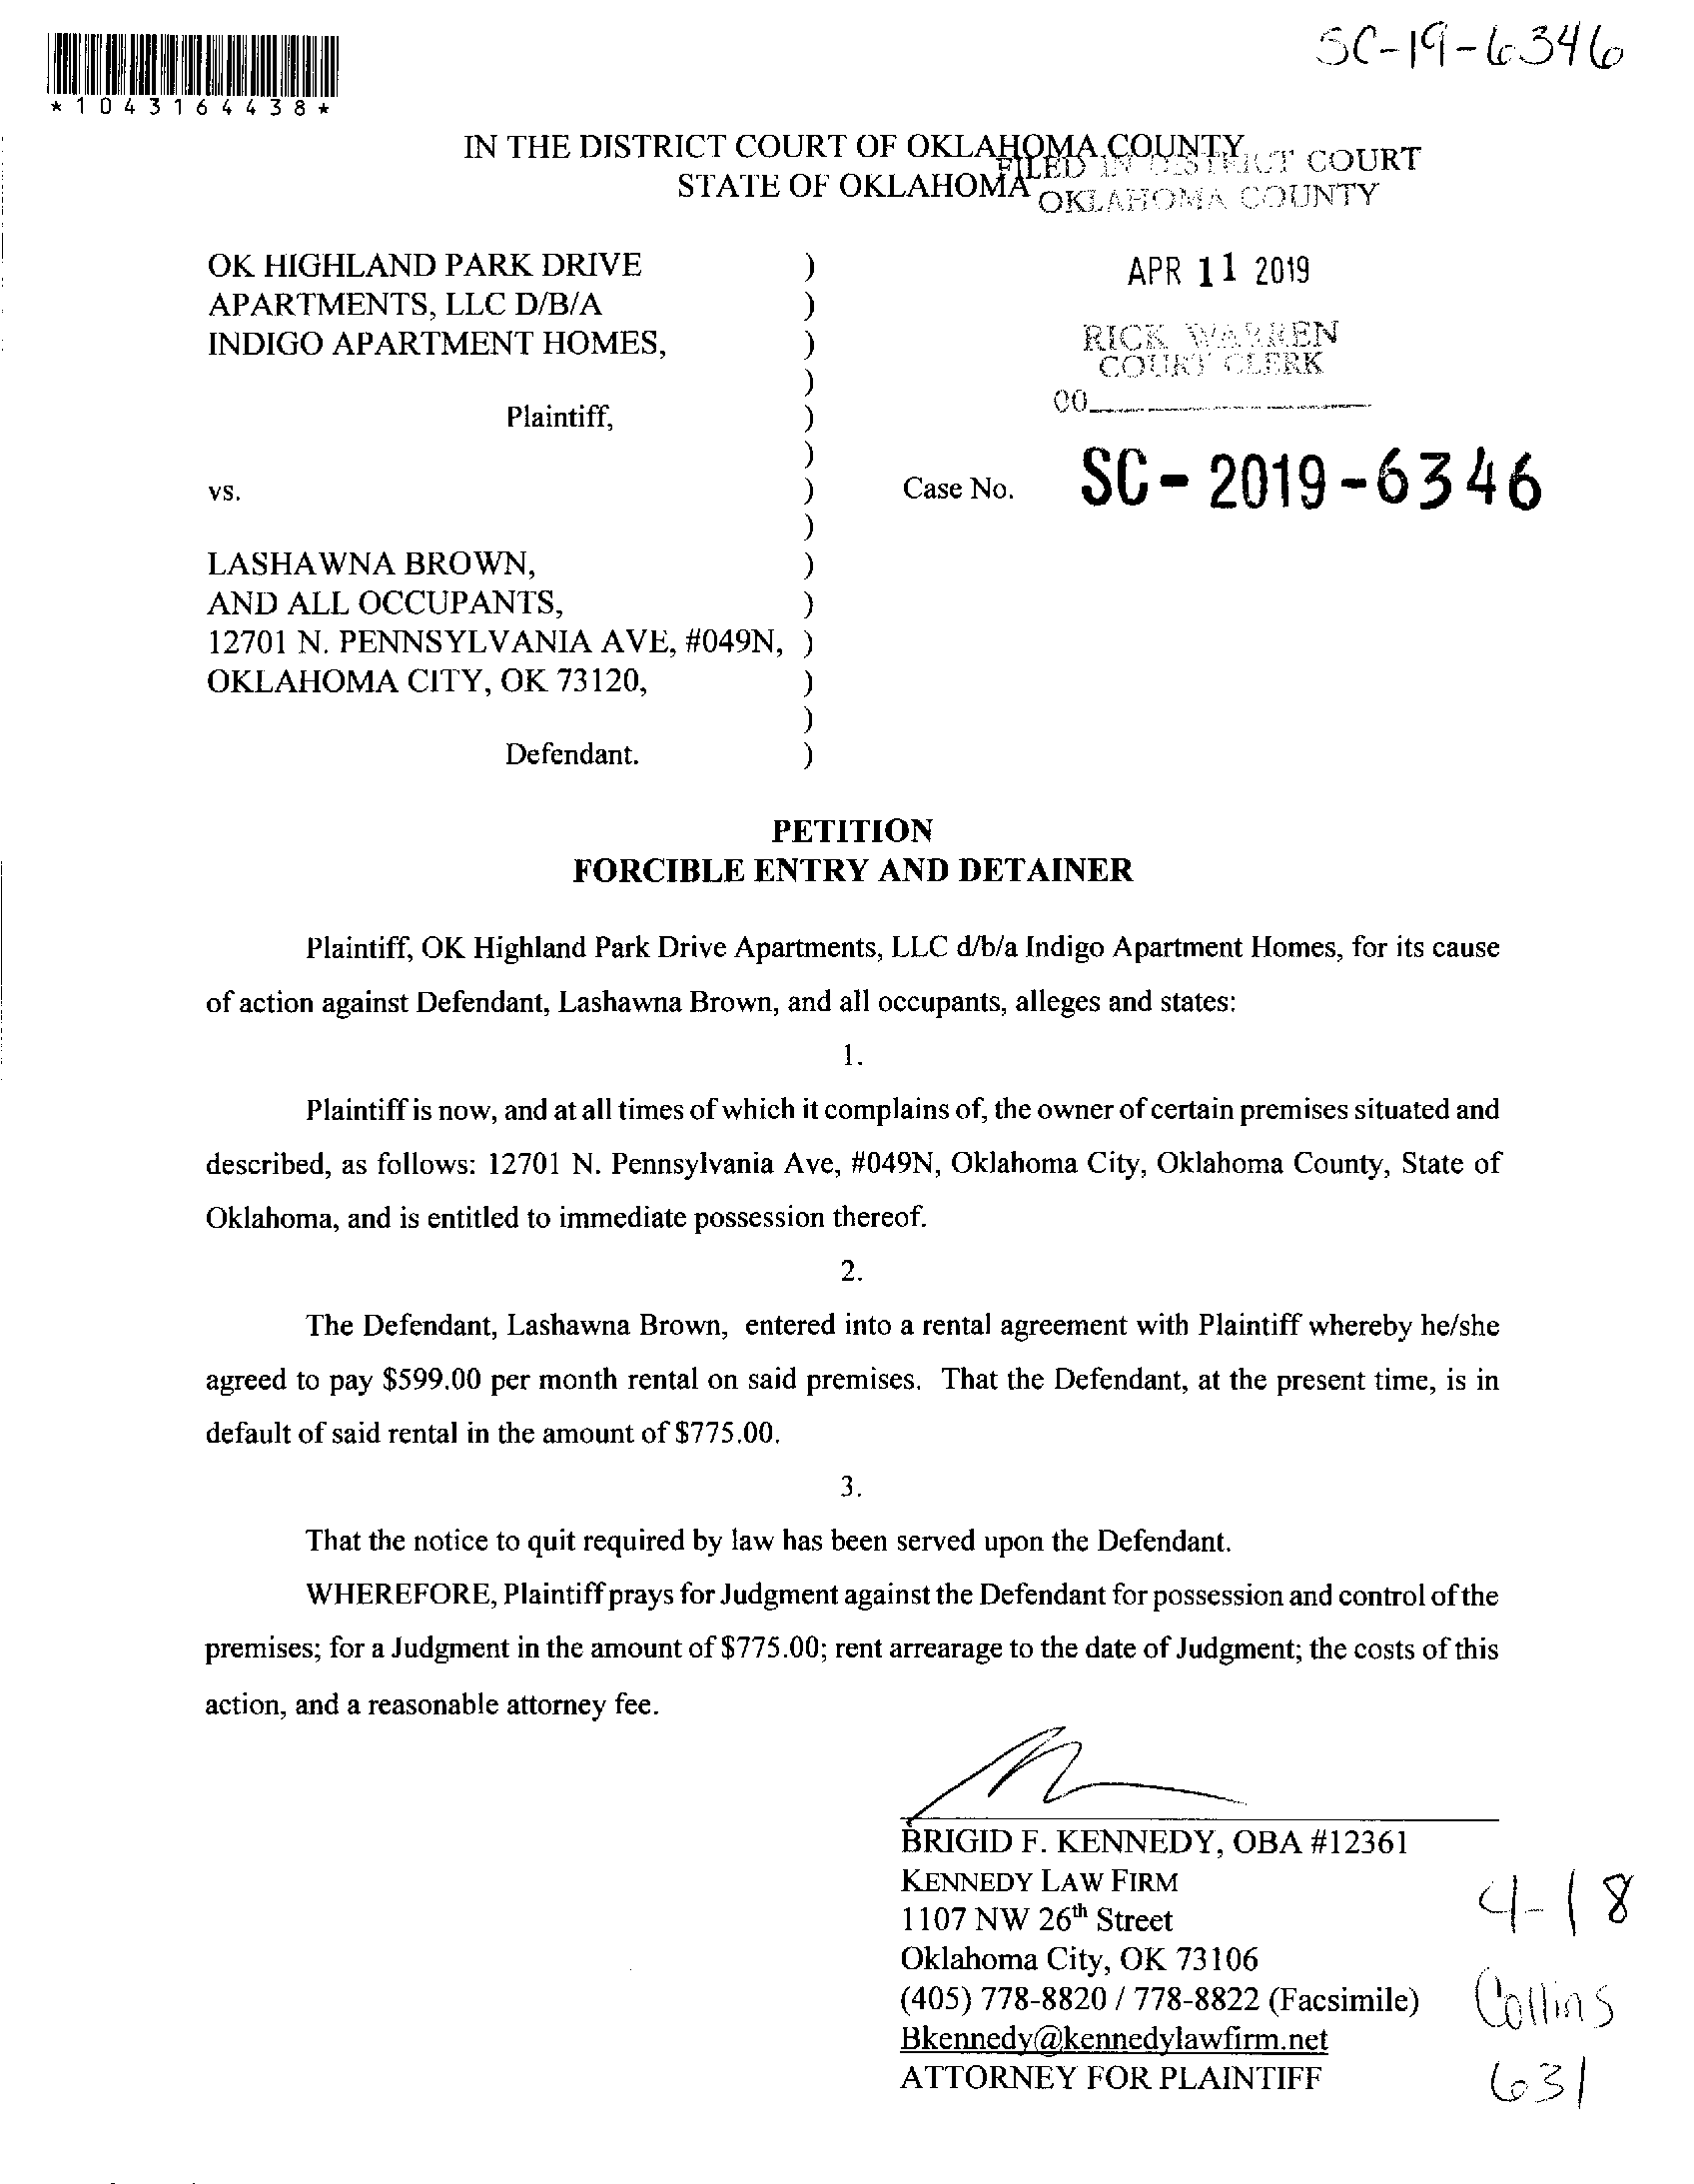 SC-19-6346
*1043164438*
IN THE DISTRICT COURT OF OKLAHOMA COUNTY
STATE OF OKLAHOMA
FILED IN DISTRICT COURT
OKLAHOMA COUNTY
OK HIGHLAND PARK DRIVE )
APARTMENTS, LLC D/B/A )
INDIGO APARTMENT HOMES, )
)
Plaintiff, )
)
vs. )
)
LASHAWNA BROWN, )
AND ALL OCCUPANTS, )
12701 N. PENNSYLVANIA AVE, #049N, )
OKLAHOMA CITY, OK 73120, )
)
Defendant. )
APR 11 2019
RICK WARREN
COURT CLERK
00
Case No. SC-2019-6346
PETITION
FORCIBLE ENTRY AND DETAINER
Plaintiff, OK Highland Park Drive Apartments, LLC d/b/a Indigo Apartment Homes, for its cause
of action against Defendant, Lashawna Brown, and all occupants, alleges and states:
1.
Plaintiff is now, and at all times of which it complains of, the owner of certain premises situated and
described, as follows: 12701 N. Pennsylvania Ave, #049N, Oklahoma City, Oklahoma County, State of
Oklahoma, and is entitled to immediate possession thereof.
2.
The Defendant, Lashawna Brown, entered into a rental agreement with Plaintiff whereby he/she
agreed to pay $599.00 per month rental on said premises. That the Defendant, at the present time, is in
default of said rental in the amount of $775.00.
3.
That the notice to quit required by law has been served upon the Defendant.
WHEREFORE, Plaintiff prays for Judgment against the Defendant for possession and control of the
premises; for a Judgment in the amount of $775.00; rent arrearage to the date of Judgment; the costs of this
action, and a reasonable attorney fee.
BRIGID F. KENNEDY, OBA #12361
KENNEDY LAW FIRM
1107 NW 26th Street
Oklahoma City, OK 73106
(405) 778-8820 / 778-8822 (Facsimile)
Bkennedy@kennedylawfirm.net
ATTORNEY FOR PLAINTIFF
4-18
Collins
631